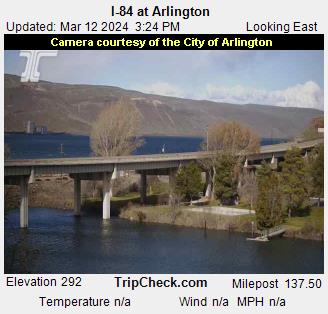 I-84 at Arlington
Updated: Mar 12 2024 3:24 PM Looking East
Camera courtesy of the City of Arlington
Elevation 292 TripCheck.com Milepost 137.50
Temperature n/a Wind n/a MPH n/a